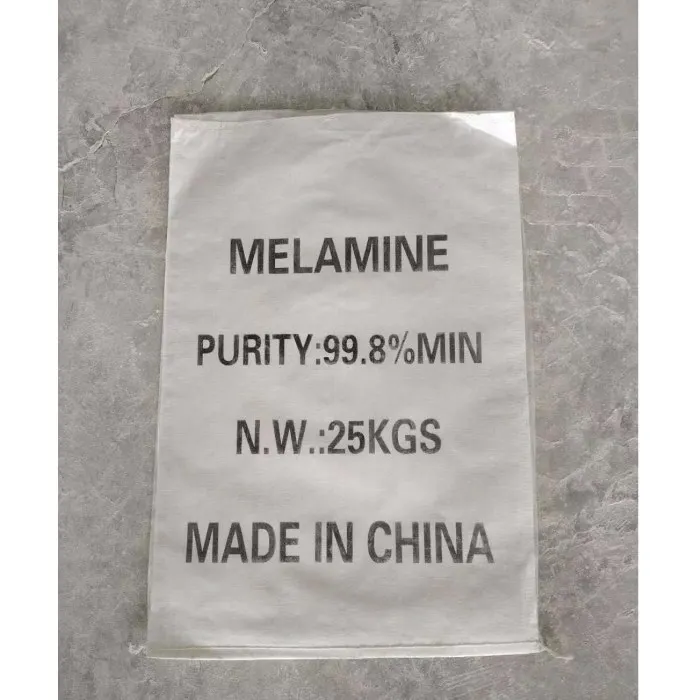 MELAMINE
PURITY:99.8%MIN
N.W.:25KGS
MADE IN CHINA